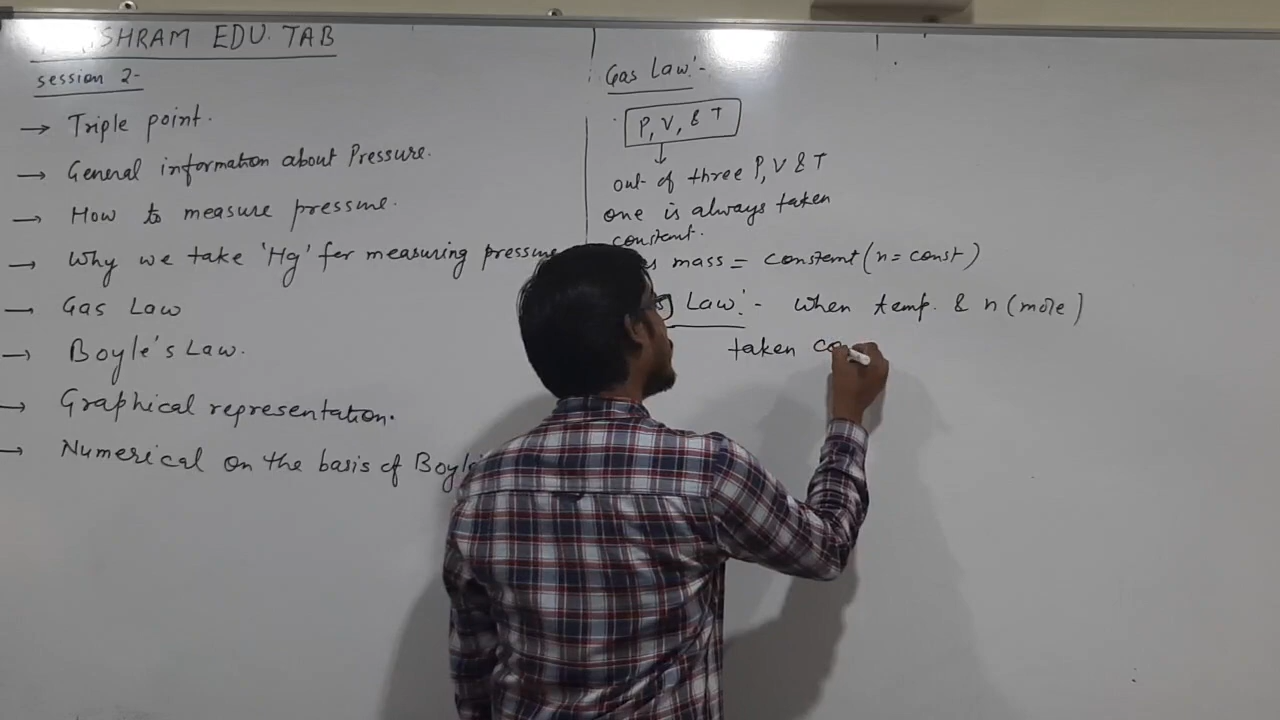 SHRAM EDU. TAB
session 2-
→ Triple point.
→ General information about Pressure.
→ How to measure pressure.
→ Why we take 'Hg' for measuring pressure
→ Gas Law
→ Boyle's Law.
→ Graphical representation.
→ Numerical on the basis of Boyle
Gas Law:-
P, V, & T
↓
out of three P, V & T
one is always taken
constant.
mass = constant (n = const)
Law:- when temp. & n (mole)
taken co